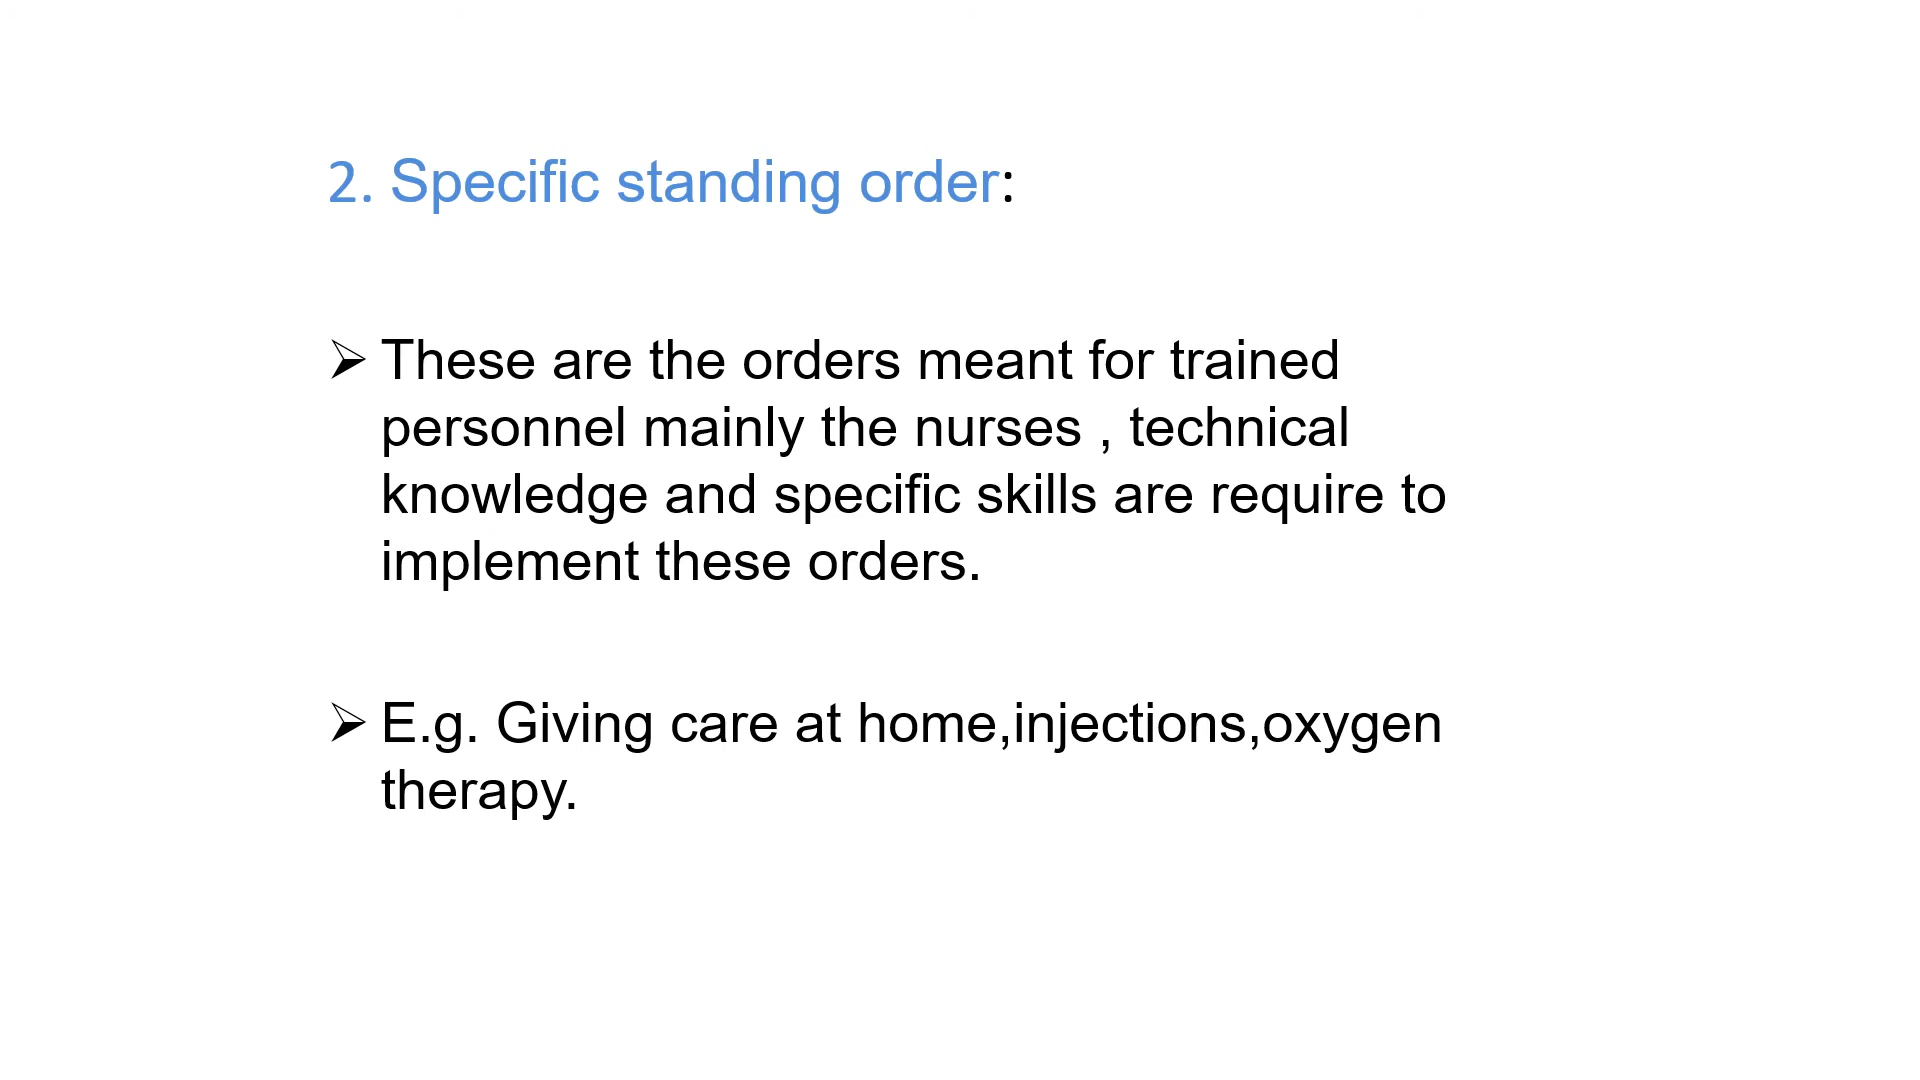 2. Specific standing order:
➢ These are the orders meant for trained
personnel mainly the nurses , technical
knowledge and specific skills are require to
implement these orders.
➢ E.g. Giving care at home,injections,oxygen
therapy.